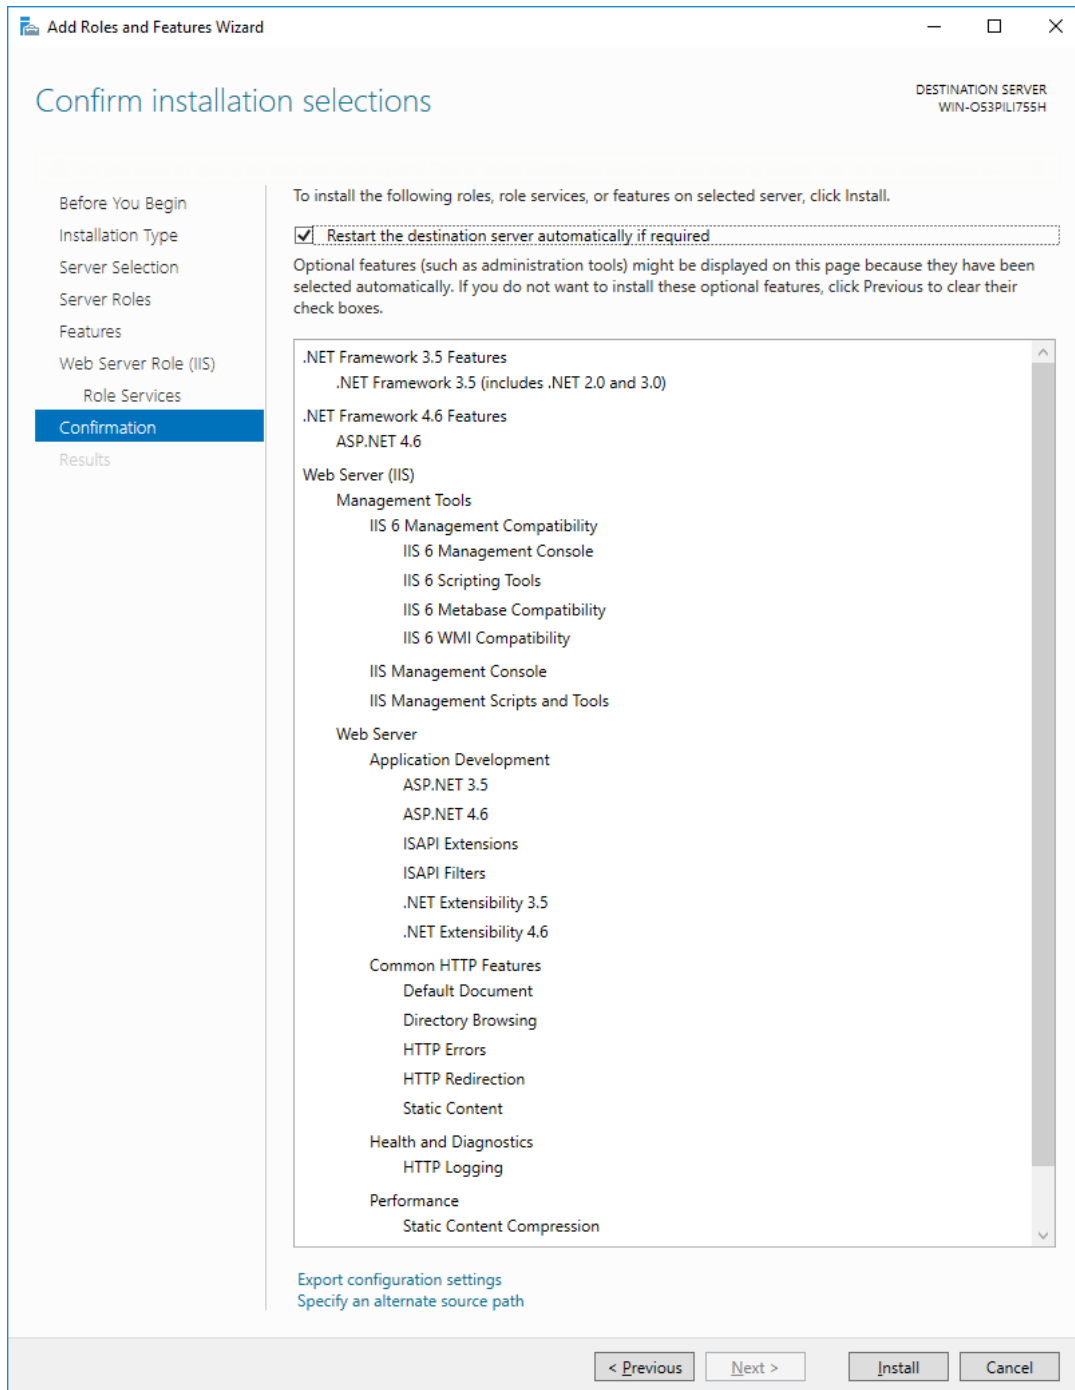 Add Roles and Features Wizard
Confirm installation selections
DESTINATION SERVER
WIN-O53PILI755H
Before You Begin
Installation Type
Server Selection
Server Roles
Features
Web Server Role (IIS)
Role Services
Confirmation
Results
To install the following roles, role services, or features on selected server, click Install.
Restart the destination server automatically if required
Optional features (such as administration tools) might be displayed on this page because they have been
selected automatically. If you do not want to install these optional features, click Previous to clear their
check boxes.
.NET Framework 3.5 Features
.NET Framework 3.5 (includes .NET 2.0 and 3.0)
.NET Framework 4.6 Features
ASP.NET 4.6
Web Server (IIS)
Management Tools
IIS 6 Management Compatibility
IIS 6 Management Console
IIS 6 Scripting Tools
IIS 6 Metabase Compatibility
IIS 6 WMI Compatibility
IIS Management Console
IIS Management Scripts and Tools
Web Server
Application Development
ASP.NET 3.5
ASP.NET 4.6
ISAPI Extensions
ISAPI Filters
.NET Extensibility 3.5
.NET Extensibility 4.6
Common HTTP Features
Default Document
Directory Browsing
HTTP Errors
HTTP Redirection
Static Content
Health and Diagnostics
HTTP Logging
Performance
Static Content Compression
Export configuration settings
Specify an alternate source path
< Previous
Next >
Install
Cancel